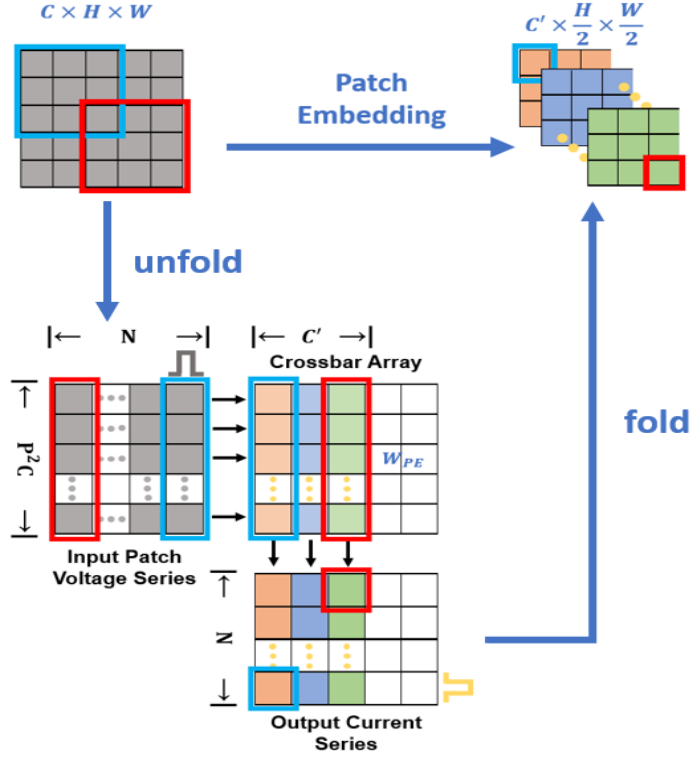 C × H × W
C′ × H/2 × W/2
Patch
Embedding
unfold
|← N →|
|← C′ →|
Crossbar Array
|← P²C →|
W_PE
fold
Input Patch
Voltage Series
|← N →|
Output Current
Series